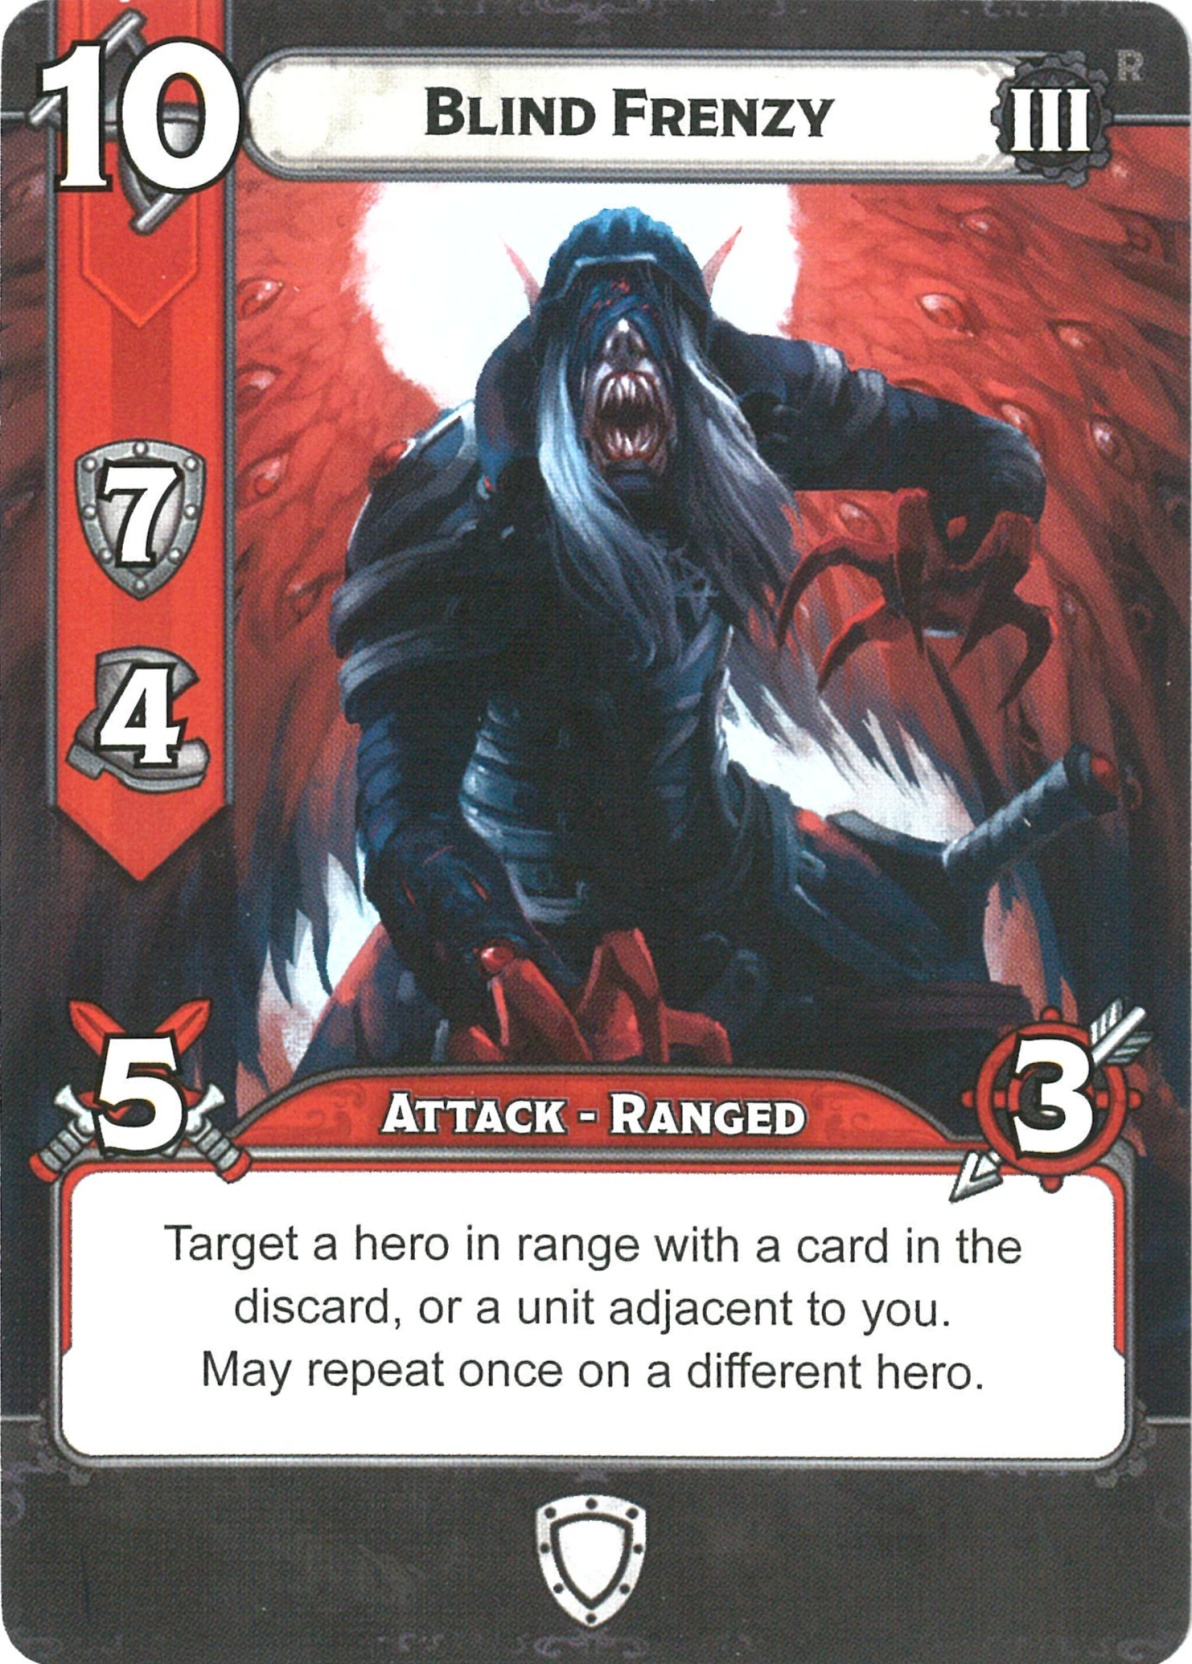 10
BLIND FRENZY
III
R
7
4
5
ATTACK - RANGED
3
Target a hero in range with a card in the
discard, or a unit adjacent to you.
May repeat once on a different hero.